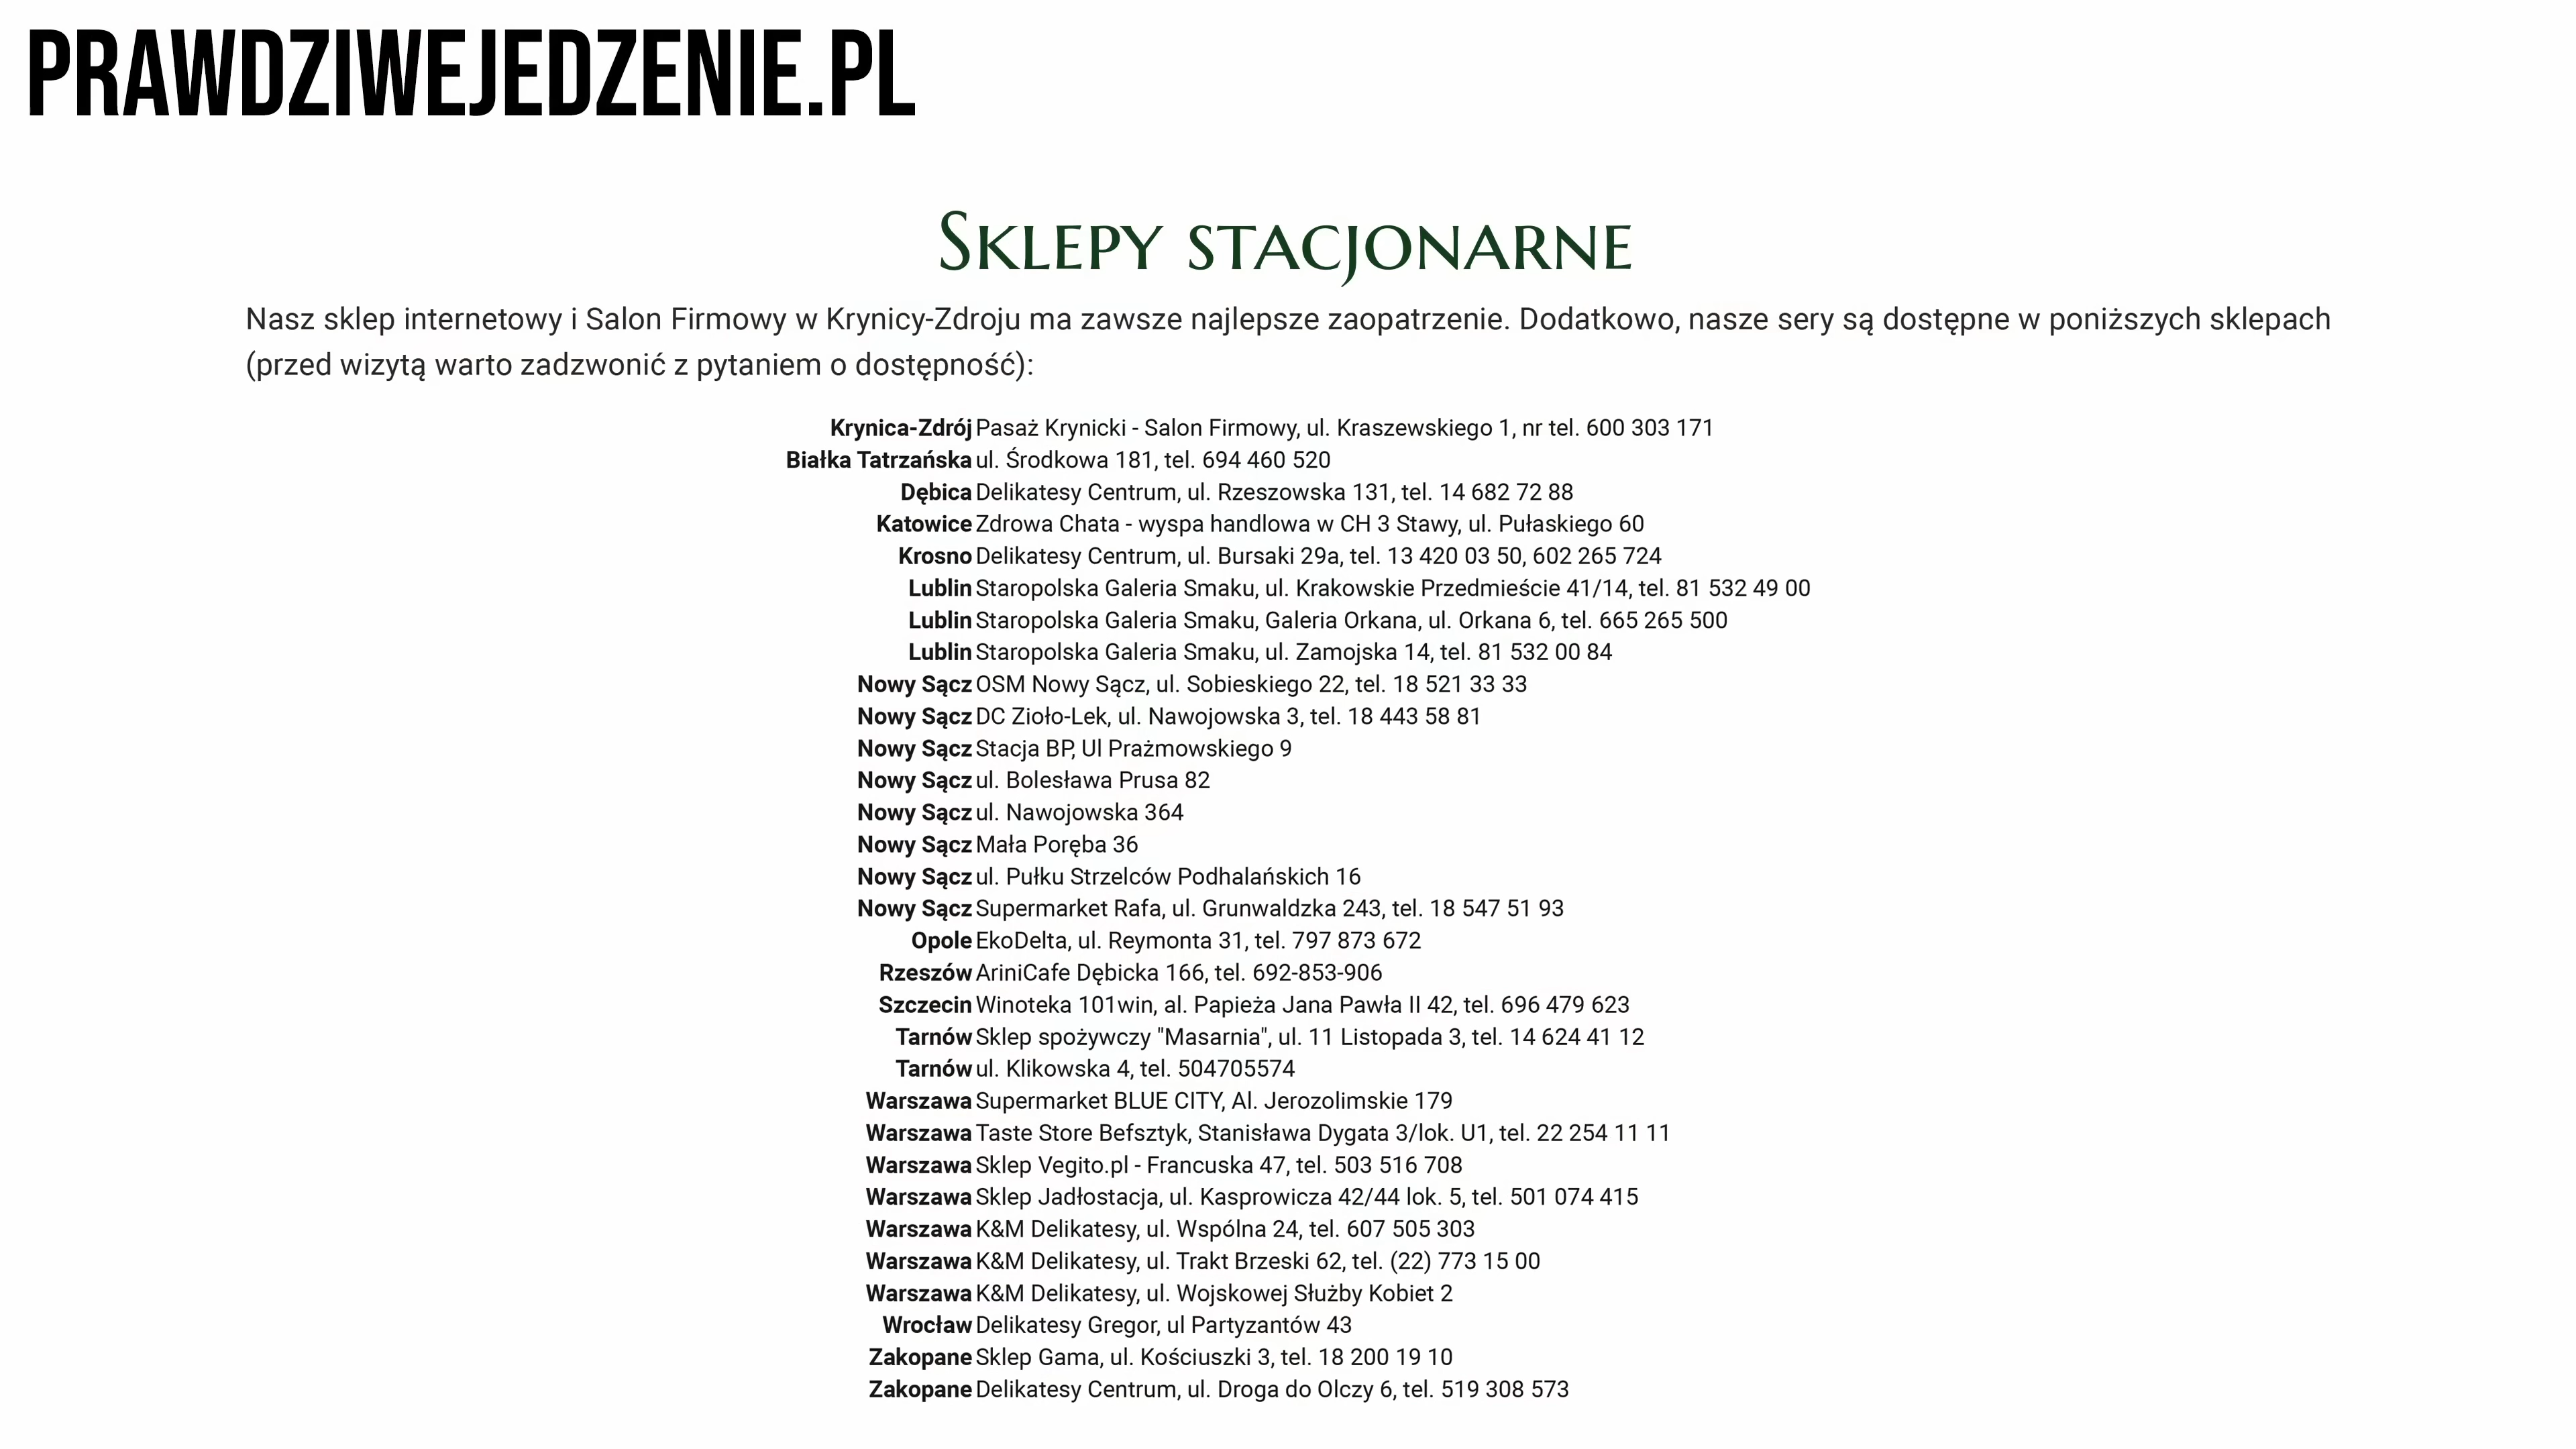 PRAWDZIWEJEDZENIE.PL
Sklepy stacjonarne
Nasz sklep internetowy i Salon Firmowy w Krynicy-Zdroju ma zawsze najlepsze zaopatrzenie. Dodatkowo, nasze sery są dostępne w poniższych sklepach
(przed wizytą warto zadzwonić z pytaniem o dostępność):
Krynica-Zdrój Pasaż Krynicki - Salon Firmowy, ul. Kraszewskiego 1, nr tel. 600 303 171
Białka Tatrzańska ul. Środkowa 181, tel. 694 460 520
Dębica Delikatesy Centrum, ul. Rzeszowska 131, tel. 14 682 72 88
Katowice Zdrowa Chata - wyspa handlowa w CH 3 Stawy, ul. Pułaskiego 60
Krosno Delikatesy Centrum, ul. Bursaki 29a, tel. 13 420 03 50, 602 265 724
Lublin Staropolska Galeria Smaku, ul. Krakowskie Przedmieście 41/14, tel. 81 532 49 00
Lublin Staropolska Galeria Smaku, Galeria Orkana, ul. Orkana 6, tel. 665 265 500
Lublin Staropolska Galeria Smaku, ul. Zamojska 14, tel. 81 532 00 84
Nowy Sącz OSM Nowy Sącz, ul. Sobieskiego 22, tel. 18 521 33 33
Nowy Sącz DC Zioło-Lek, ul. Nawojowska 3, tel. 18 443 58 81
Nowy Sącz Stacja BP, Ul Prażmowskiego 9
Nowy Sącz ul. Bolesława Prusa 82
Nowy Sącz ul. Nawojowska 364
Nowy Sącz Mała Poręba 36
Nowy Sącz ul. Pułku Strzelców Podhalańskich 16
Nowy Sącz Supermarket Rafa, ul. Grunwaldzka 243, tel. 18 547 51 93
Opole EkoDelta, ul. Reymonta 31, tel. 797 873 672
Rzeszów AriniCafe Dębicka 166, tel. 692-853-906
Szczecin Winoteka 101win, al. Papieża Jana Pawła II 42, tel. 696 479 623
Tarnów Sklep spożywczy "Masarnia", ul. 11 Listopada 3, tel. 14 624 41 12
Tarnów ul. Klikowska 4, tel. 504705574
Warszawa Supermarket BLUE CITY, Al. Jerozolimskie 179
Warszawa Taste Store Befsztyk, Stanisława Dygata 3/lok. U1, tel. 22 254 11 11
Warszawa Sklep Vegito.pl - Francuska 47, tel. 503 516 708
Warszawa Sklep Jadłostacja, ul. Kasprowicza 42/44 lok. 5, tel. 501 074 415
Warszawa K&M Delikatesy, ul. Wspólna 24, tel. 607 505 303
Warszawa K&M Delikatesy, ul. Trakt Brzeski 62, tel. (22) 773 15 00
Warszawa K&M Delikatesy, ul. Wojskowej Służby Kobiet 2
Wrocław Delikatesy Gregor, ul Partyzantów 43
Zakopane Sklep Gama, ul. Kościuszki 3, tel. 18 200 19 10
Zakopane Delikatesy Centrum, ul. Droga do Olczy 6, tel. 519 308 573